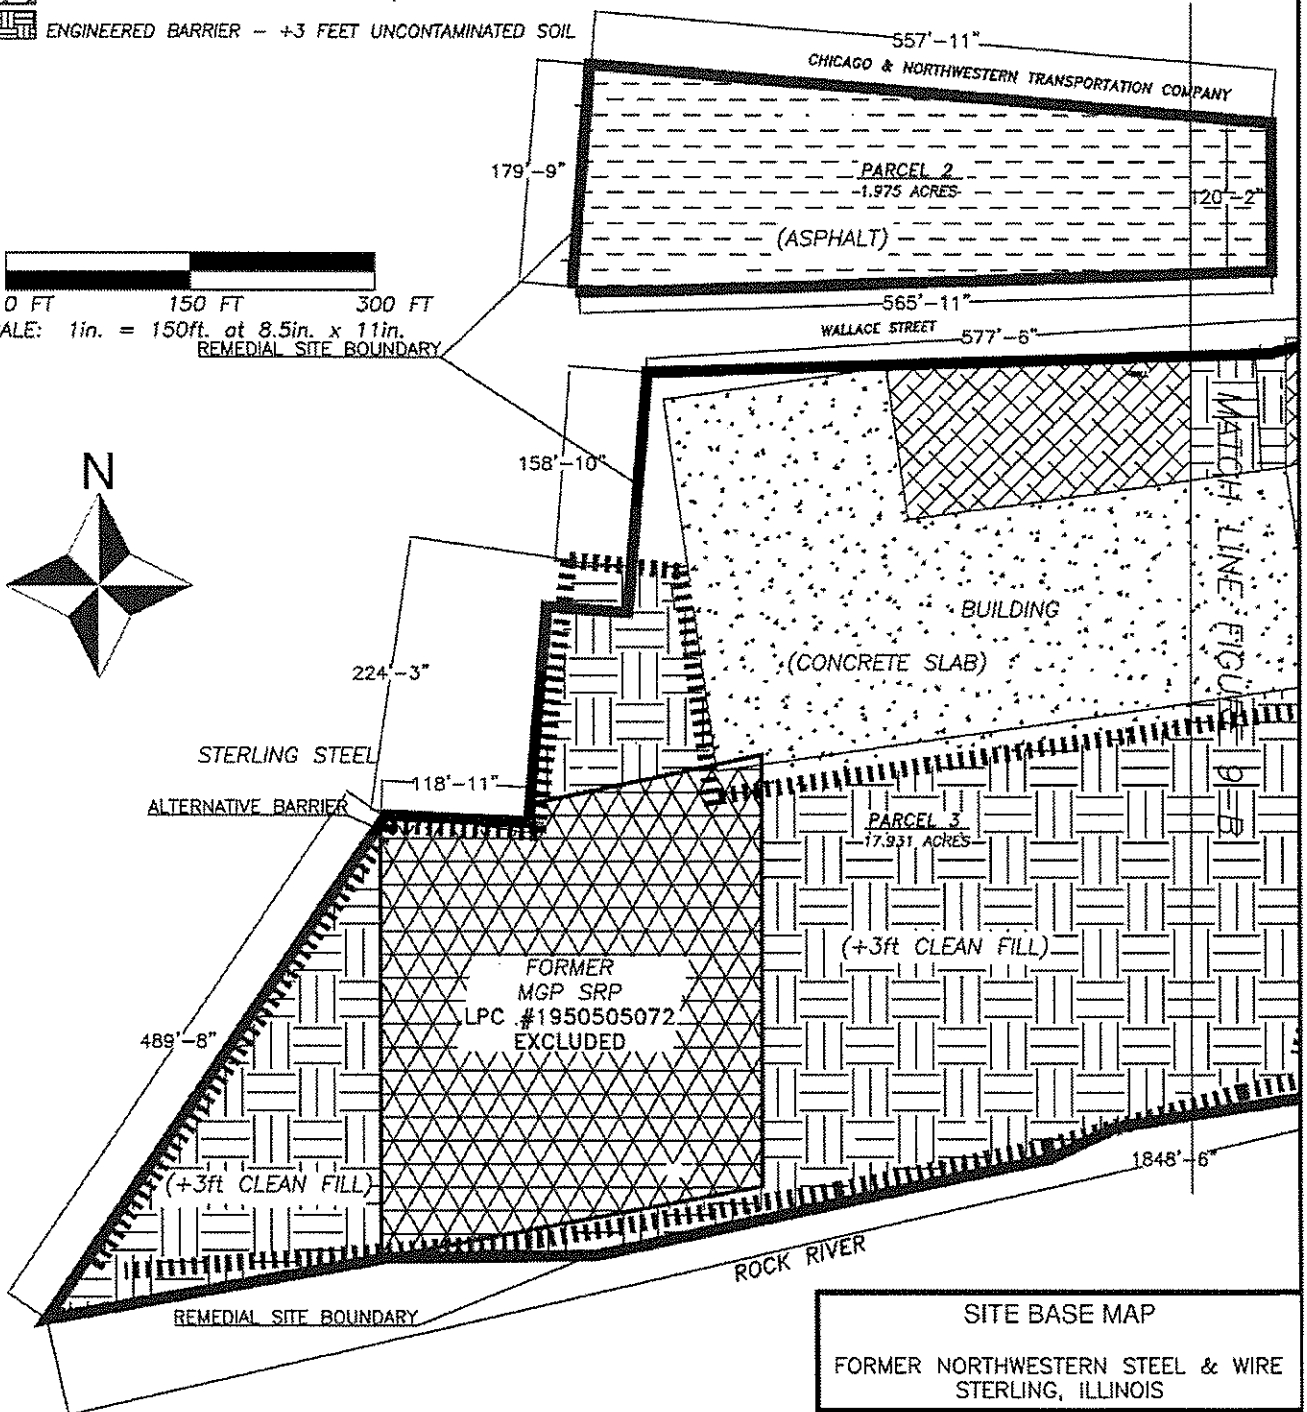 ENGINEERED BARRIER - +3 FEET UNCONTAMINATED SOIL
557'-11"
CHICAGO & NORTHWESTERN TRANSPORTATION COMPANY
179'-9"
PARCEL 2
1.975 ACRES
120'-2"
(ASPHALT)
0 FT 150 FT 300 FT
ALE: 1in. = 150ft. at 8.5in. x 11in.
565'-11"
WALLACE STREET
577'-6"
REMEDIAL SITE BOUNDARY
N
158'-10"
MATCH LINE FIGURE 9-B
BUILDING
(CONCRETE SLAB)
224'-3"
STERLING STEEL
118'-11"
ALTERNATIVE BARRIER
PARCEL 3
17.931 ACRES
(+3ft CLEAN FILL)
FORMER
MGP SRP
LPC #1950505072
EXCLUDED
489'-8"
(+3ft CLEAN FILL)
1848'-6"
ROCK RIVER
REMEDIAL SITE BOUNDARY
SITE BASE MAP
FORMER NORTHWESTERN STEEL & WIRE
STERLING, ILLINOIS